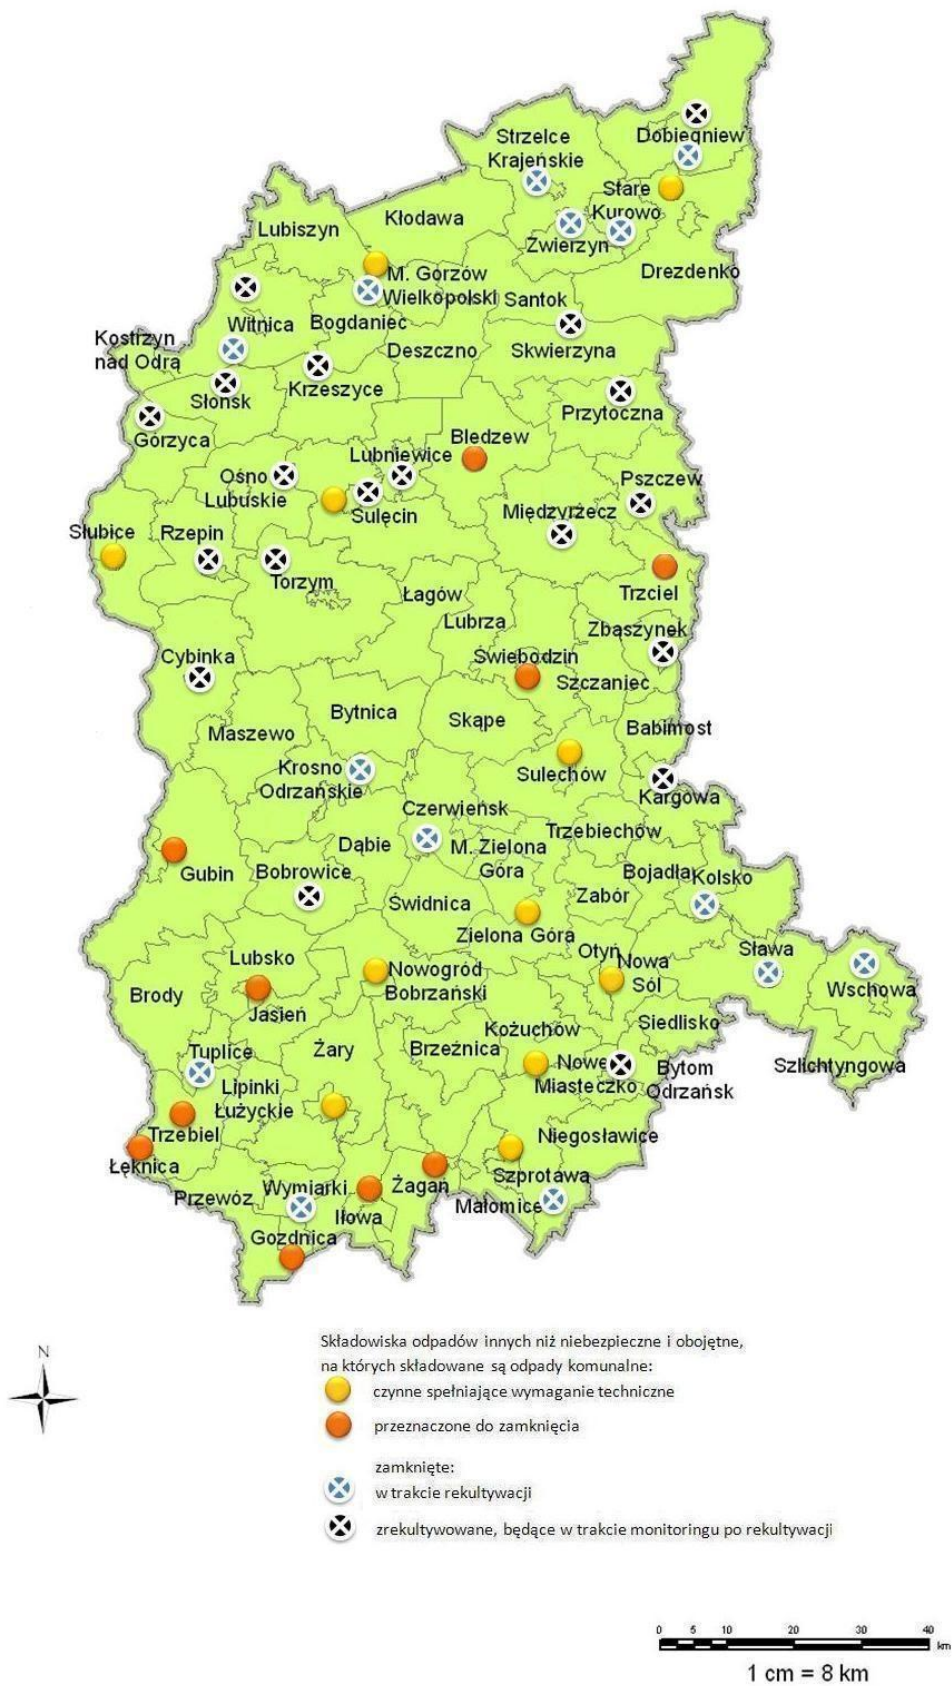 Strzelce
Krajeńskie
Dobiegniew
Stare
Kurowo
Zwierzyn
Drezdenko
Kłodawa
Lubiszyn
M. Gorzów
Wielkopolski
Santok
Witnica
Bogdaniec
Deszczno
Skwierzyna
Kostrzyn
nad Odrą
Krzeszyce
Słońsk
Górzyca
Przytoczna
Bledzew
Lubniewice
Ośno
Lubuskie
Sulęcin
Pszczew
Międzyrzecz
Słubice
Rzepin
Torzym
Trzciel
Łagów
Lubrza
Zbąszynek
Świebodzin
Szczaniec
Cybinka
Bytnica
Skąpe
Babimost
Maszewo
Krosno
Odrzańskie
Sulechów
Kargowa
Czerwieńsk
Trzebiechów
Dąbie
M. Zielona
Góra
Gubin
Bobrowice
Bojadła
Kolsko
Zabór
Świdnica
Zielona Góra
Otyń
Nowa
Sól
Sława
Wschowa
Lubsko
Nowogród
Bobrzański
Brody
Jasień
Kożuchów
Siedlisko
Tuplice
Żary
Brzeźnica
Nowe
Miasteczko
Bytom
Odrzańsk
Szlichtyngowa
Lipinki
Łużyckie
Trzebiel
Niegosławice
Łęknica
Szprotawa
Przewóz
Wymiarki
Żagań
Małomice
Iłowa
Gozdnica
Składowiska odpadów innych niż niebezpieczne i obojętne,
na których składowane są odpady komunalne:
czynne spełniające wymaganie techniczne
przeznaczone do zamknięcia
zamknięte:
w trakcie rekultywacji
zrekultywowane, będące w trakcie monitoringu po rekultywacji
N
0 5 10 20 30 40
km
1 cm = 8 km